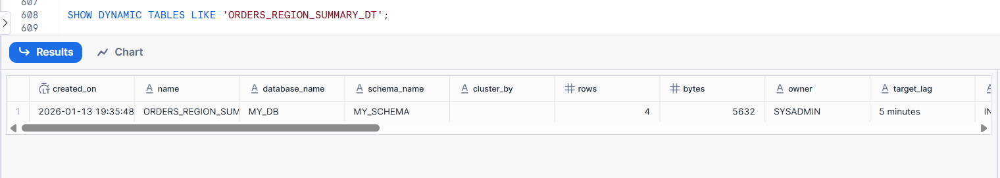 607
608 SHOW DYNAMIC TABLES LIKE 'ORDERS_REGION_SUMMARY_DT';
609
Results Chart
created_on name database_name schema_name cluster_by rows bytes owner target_lag
1 2026-01-13 19:35:48 ORDERS_REGION_SUM MY_DB MY_SCHEMA 4 5632 SYSADMIN 5 minutes IN